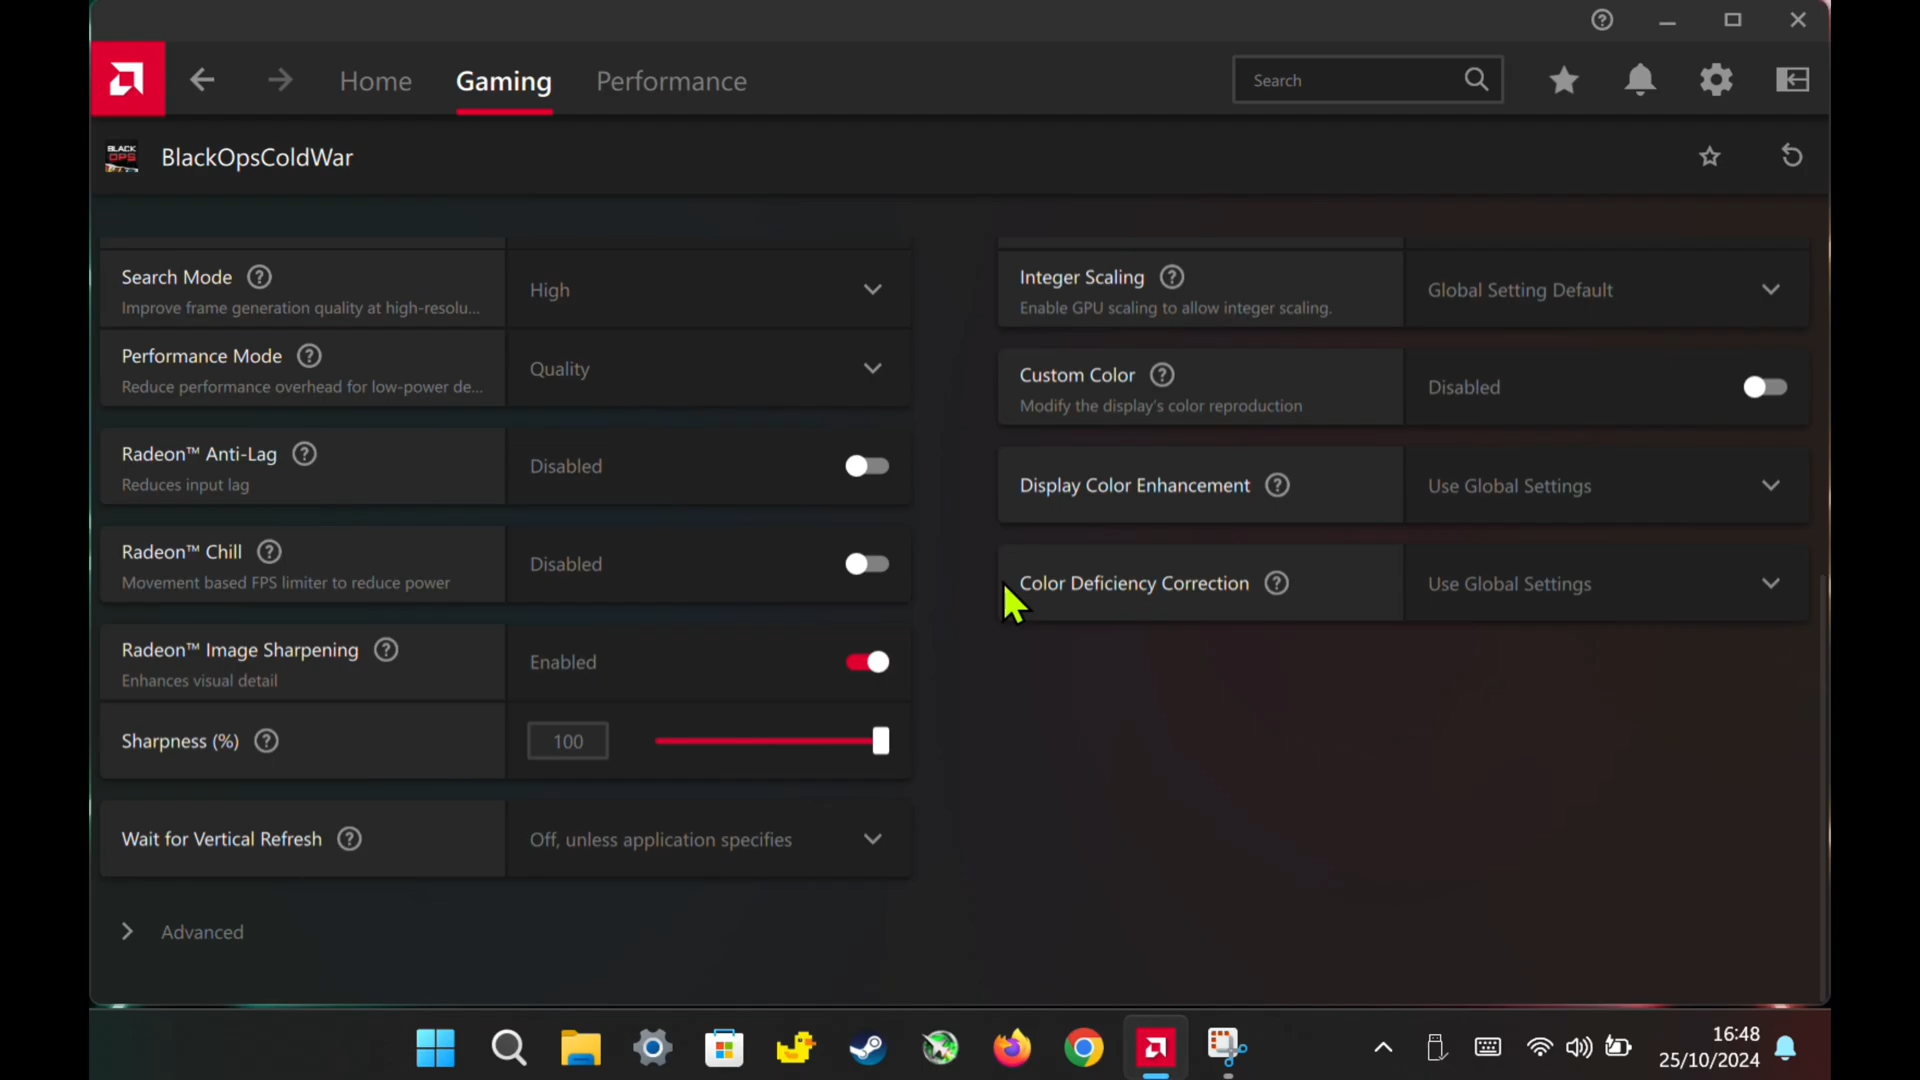 Home
Gaming
Performance
Search
BLACK
OPS
BlackOpsColdWar
Search Mode
Improve frame generation quality at high-resolu...
High
Performance Mode
Reduce performance overhead for low-power de...
Quality
Radeon™ Anti-Lag
Reduces input lag
Disabled
Radeon™ Chill
Movement based FPS limiter to reduce power
Disabled
Radeon™ Image Sharpening
Enhances visual detail
Enabled
Sharpness (%)
100
Wait for Vertical Refresh
Off, unless application specifies
Advanced
Integer Scaling
Enable GPU scaling to allow integer scaling.
Global Setting Default
Custom Color
Modify the display's color reproduction
Disabled
Display Color Enhancement
Use Global Settings
Color Deficiency Correction
Use Global Settings
16:48
25/10/2024